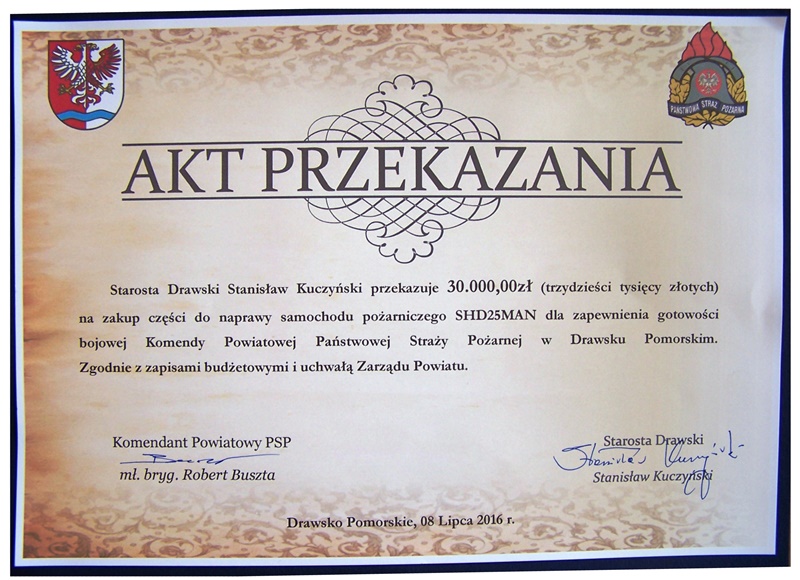 PAŃSTWOWA STRAŻ POŻARNA
AKT PRZEKAZANIA
Starosta Drawski Stanisław Kuczyński przekazuje 30.000,00zł (trzydzieści tysięcy złotych)
na zakup części do naprawy samochodu pożarniczego SHD25MAN dla zapewnienia gotowości
bojowej Komendy Powiatowej Państwowej Straży Pożarnej w Drawsku Pomorskim.
Zgodnie z zapisami budżetowymi i uchwałą Zarządu Powiatu.
Komendant Powiatowy PSP
mł. bryg. Robert Buszta
Starosta Drawski
Stanisław Kuczyński
Stanisław Kuczyński
Drawsko Pomorskie, 08 Lipca 2016 r.